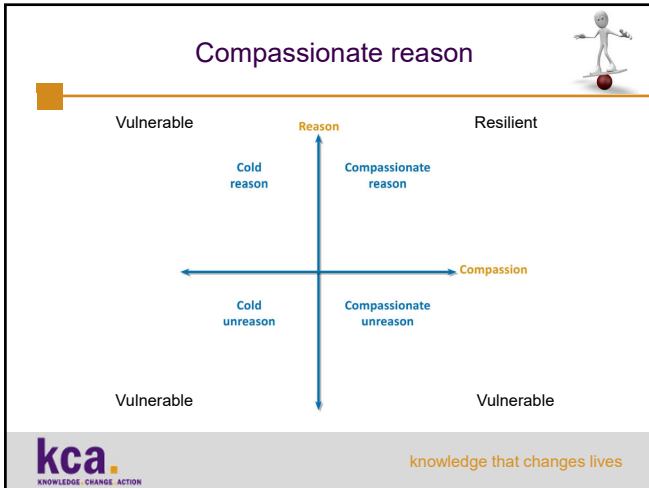 Compassionate reason
Vulnerable
Reason
Resilient
Cold
reason
Compassionate
reason
Compassion
Cold
unreason
Compassionate
unreason
Vulnerable
Vulnerable
kca.
KNOWLEDGE.CHANGE.ACTION
knowledge that changes lives